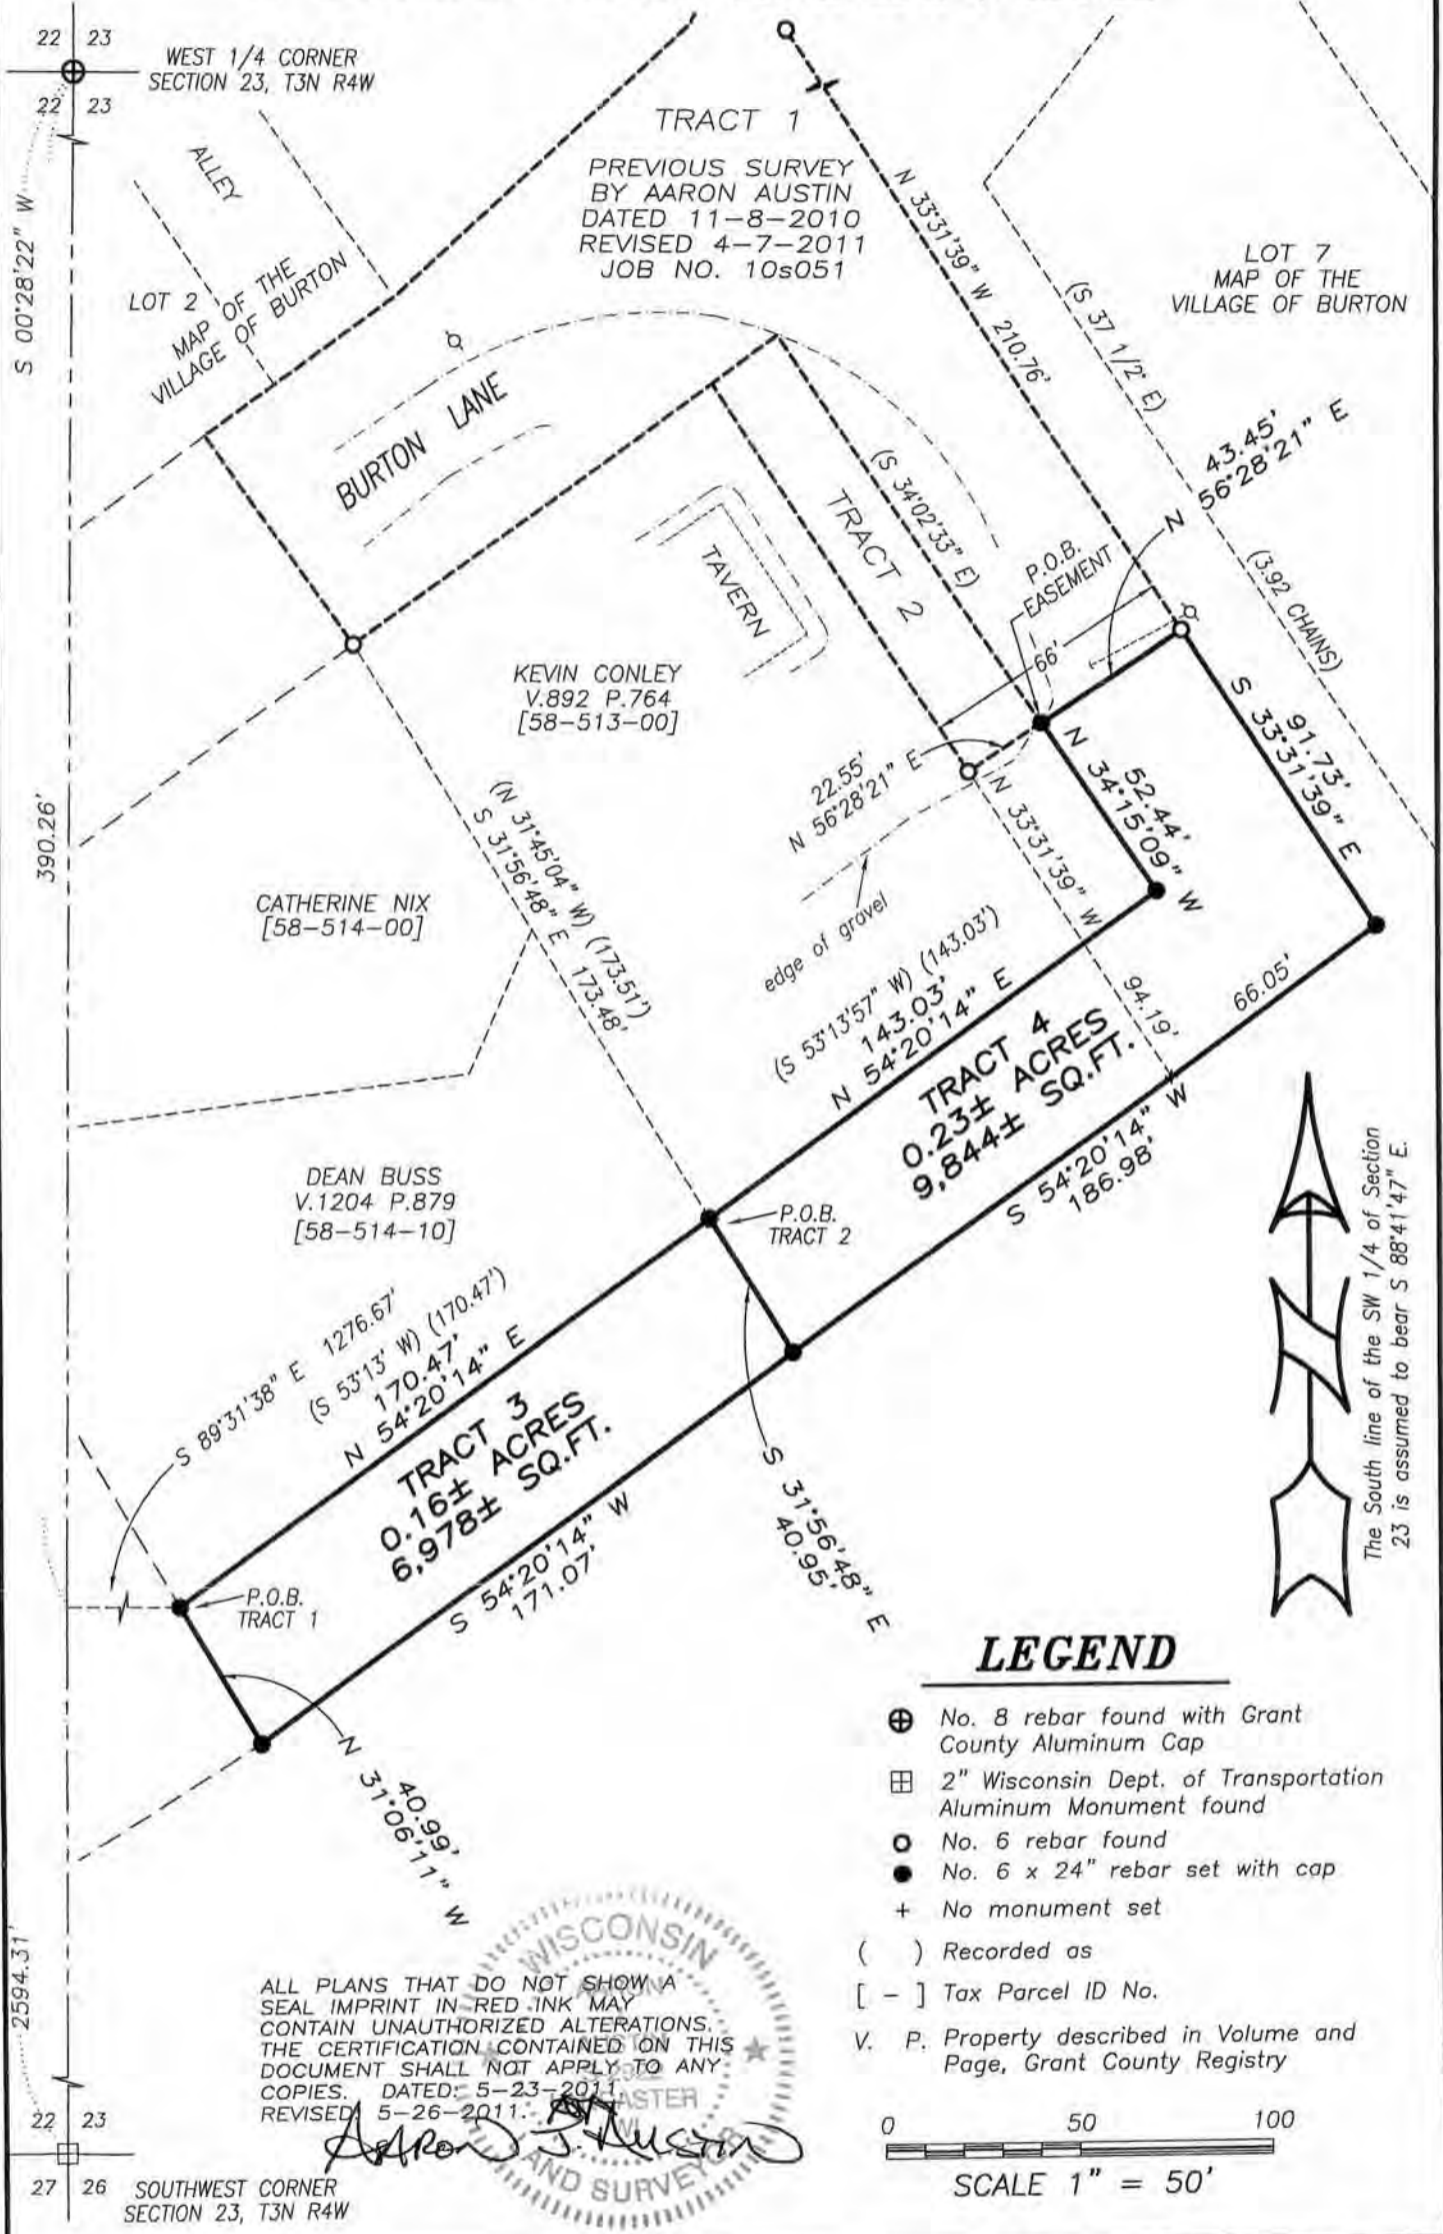 22 23
WEST 1/4 CORNER
SECTION 23, T3N R4W
22 23
ALLEY
LOT 2
MAP OF THE
VILLAGE OF BURTON
S 00°28'22" W
TRACT 1
PREVIOUS SURVEY
BY AARON AUSTIN
DATED 11-8-2010
REVISED 4-7-2011
JOB NO. 10s051
N 33°31'39" W 210.76'
(S 37 1/2° E)
LOT 7
MAP OF THE
VILLAGE OF BURTON
43.45'
N 56°28'21" E
(3.92 CHAINS)
BURTON LANE
(S 34°02'33" E)
TRACT 2
TAVERN
P.O.B.
EASEMENT
66'
KEVIN CONLEY
V.892 P.764
[58-513-00]
22.55'
N 56°28'21" E
91.73'
S 33°31'39" E
52.44'
N 34°15'09" W
N 33°31'39" W
94.19'
edge of gravel
390.26'
CATHERINE NIX
[58-514-00]
(N 31°45'04" W) (173.51')
S 31°56'48" E 173.48'
(S 53°13'57" W) (143.03')
143.03'
N 54°20'14" E
TRACT 4
0.23± ACRES
9,844± SQ.FT.
66.05'
S 54°20'14" W
186.98'
DEAN BUSS
V.1204 P.879
[58-514-10]
P.O.B.
TRACT 2
S 89°31'38" E 1276.67'
(S 53°13' W) (170.47')
170.47'
N 54°20'14" E
TRACT 3
0.16± ACRES
6,978± SQ.FT.
S 54°20'14" W
171.07'
S 31°56'48" E
40.95'
P.O.B.
TRACT 1
40.99'
N 31°06'11" W
The South line of the SW 1/4 of Section
23 is assumed to bear S 88°41'47" E.
LEGEND
No. 8 rebar found with Grant
County Aluminum Cap
2" Wisconsin Dept. of Transportation
Aluminum Monument found
No. 6 rebar found
No. 6 x 24" rebar set with cap
+ No monument set
( ) Recorded as
[ - ] Tax Parcel ID No.
V. P. Property described in Volume and
Page, Grant County Registry
0 50 100
SCALE 1" = 50'
2594.31'
ALL PLANS THAT DO NOT SHOW A
SEAL IMPRINT IN RED INK MAY
CONTAIN UNAUTHORIZED ALTERATIONS.
THE CERTIFICATION CONTAINED ON THIS
DOCUMENT SHALL NOT APPLY TO ANY
COPIES. DATED: 5-23-2011
REVISED: 5-26-2011.
AARON J. AUSTIN
WISCONSIN
AARON
AUSTIN
WI
LAND SURVEYOR
22 23
27 26
SOUTHWEST CORNER
SECTION 23, T3N R4W